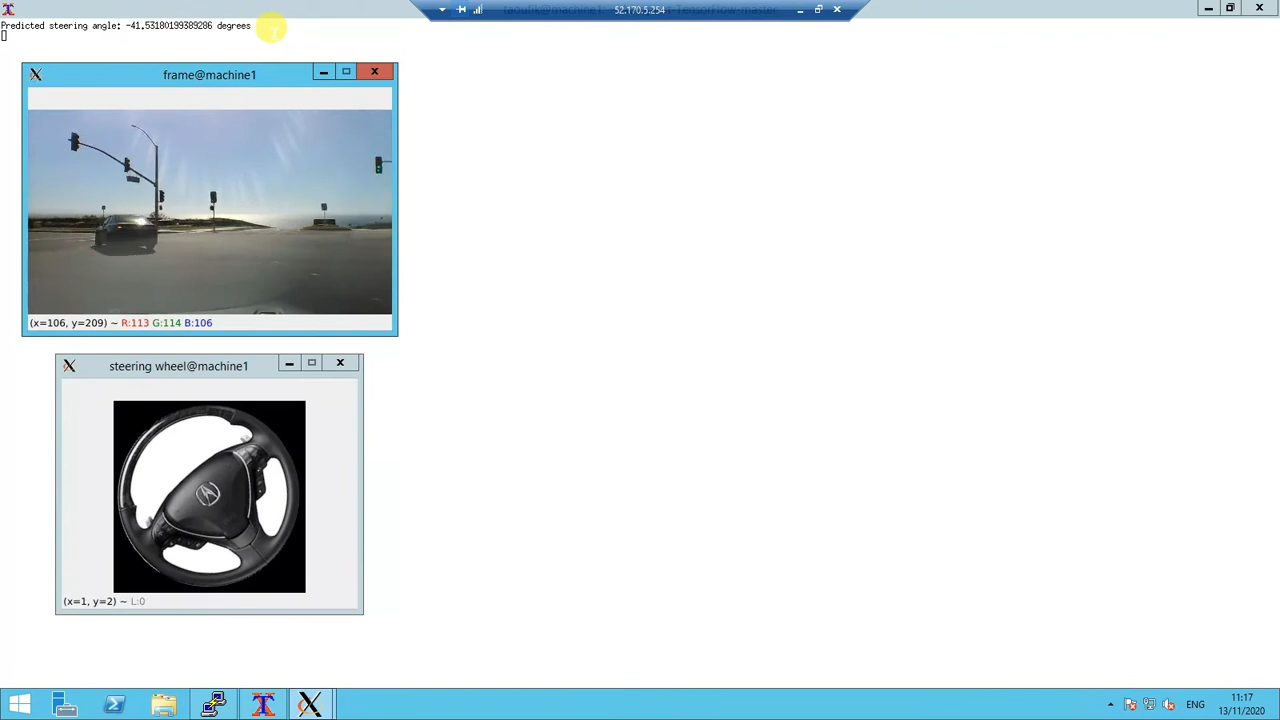 52.170.5.254
Predicted steering angle: -41.53180199389286 degrees
frame@machine1
(x=106, y=209) ~ R:113 G:114 B:106
steering wheel@machine1
(x=1, y=2) ~ L:0
ENG
11:17
13/11/2020